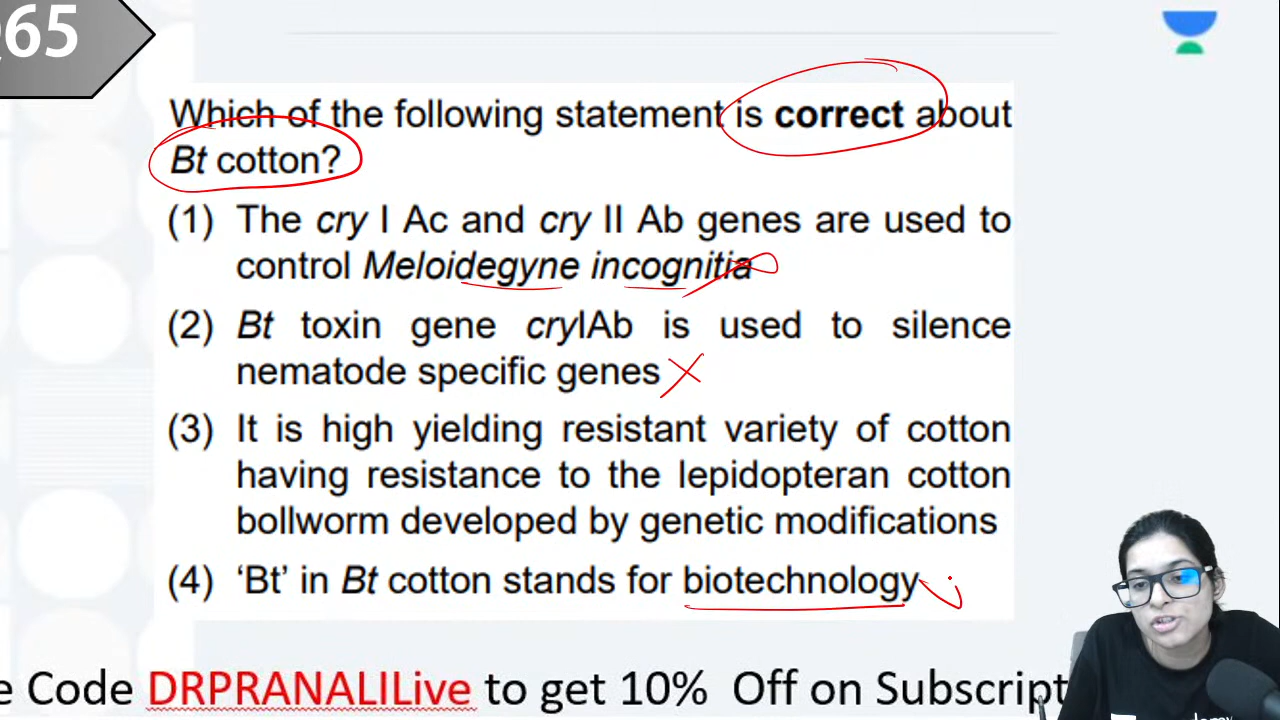 65
Which of the following statement is correct about
Bt cotton?
(1) The cry I Ac and cry II Ab genes are used to
control Meloidegyne incognitia
(2) Bt toxin gene cryIAb is used to silence
nematode specific genes
(3) It is high yielding resistant variety of cotton
having resistance to the lepidopteran cotton
bollworm developed by genetic modifications
(4) ‘Bt’ in Bt cotton stands for biotechnology
e Code DRPRANALILive to get 10% Off on Subscript